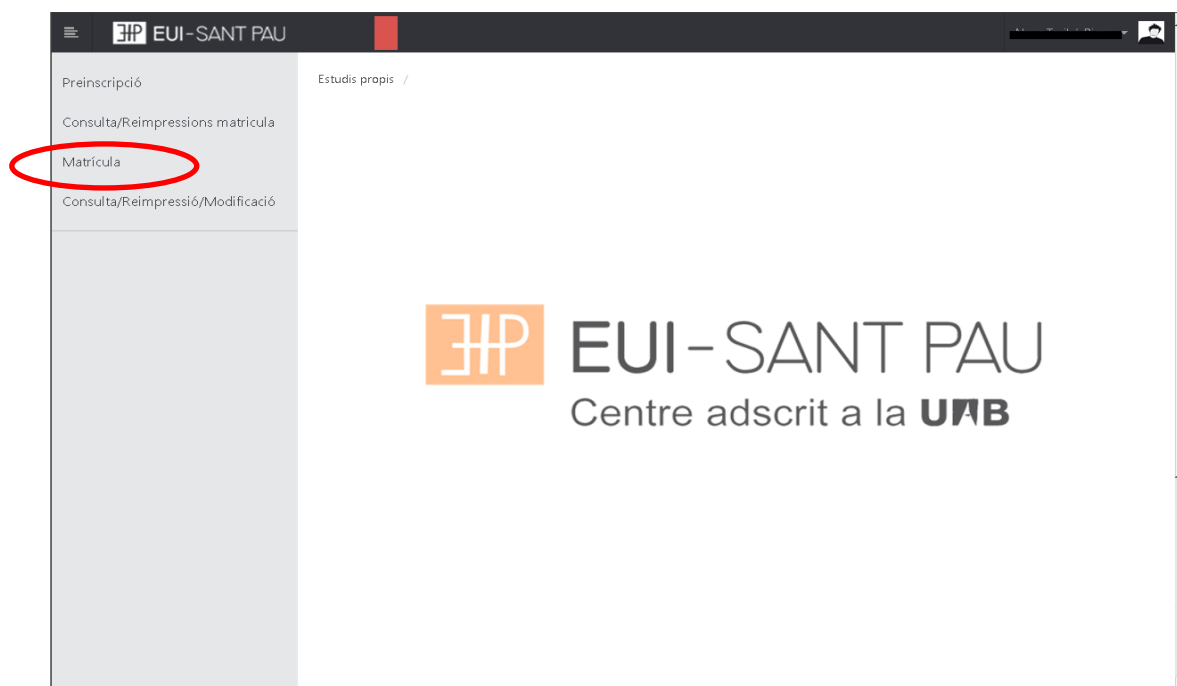 EUI-SANT PAU
Preinscripció
Estudis propis /
Consulta/Reimpressions matricula
Matrícula
Consulta/Reimpressió/Modificació
EUI-SANT PAU
Centre adscrit a la UAB